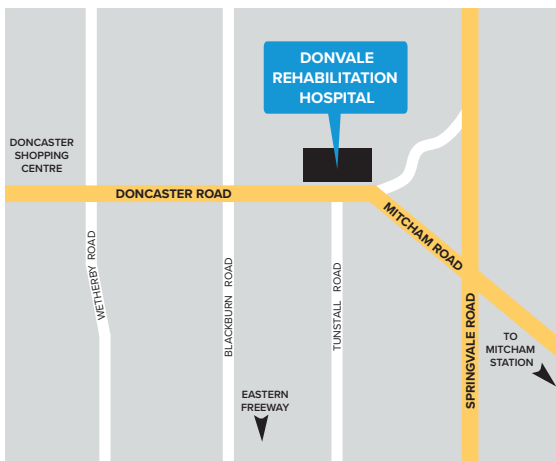 DONVALE
REHABILITATION
HOSPITAL
DONCASTER
SHOPPING
CENTRE
DONCASTER ROAD
MITCHAM ROAD
WETHERBY ROAD
BLACKBURN ROAD
TUNSTALL ROAD
SPRINGVALE ROAD
TO
MITCHAM
STATION
EASTERN
FREEWAY